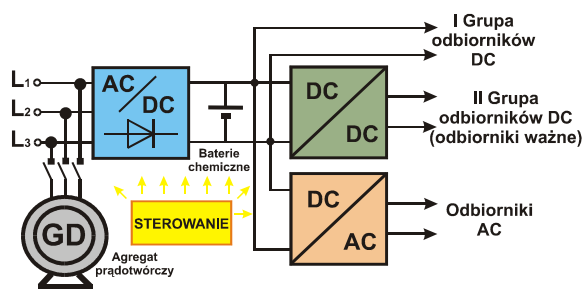 I Grupa
odbiorników
DC
L1
AC
DC
L2
DC
II Grupa
odbiorników DC
(odbiorniki ważne)
L3
DC
Baterie
chemiczne
STEROWANIE
DC
Odbiorniki
AC
GD
AC
Agregat
prądotwórczy